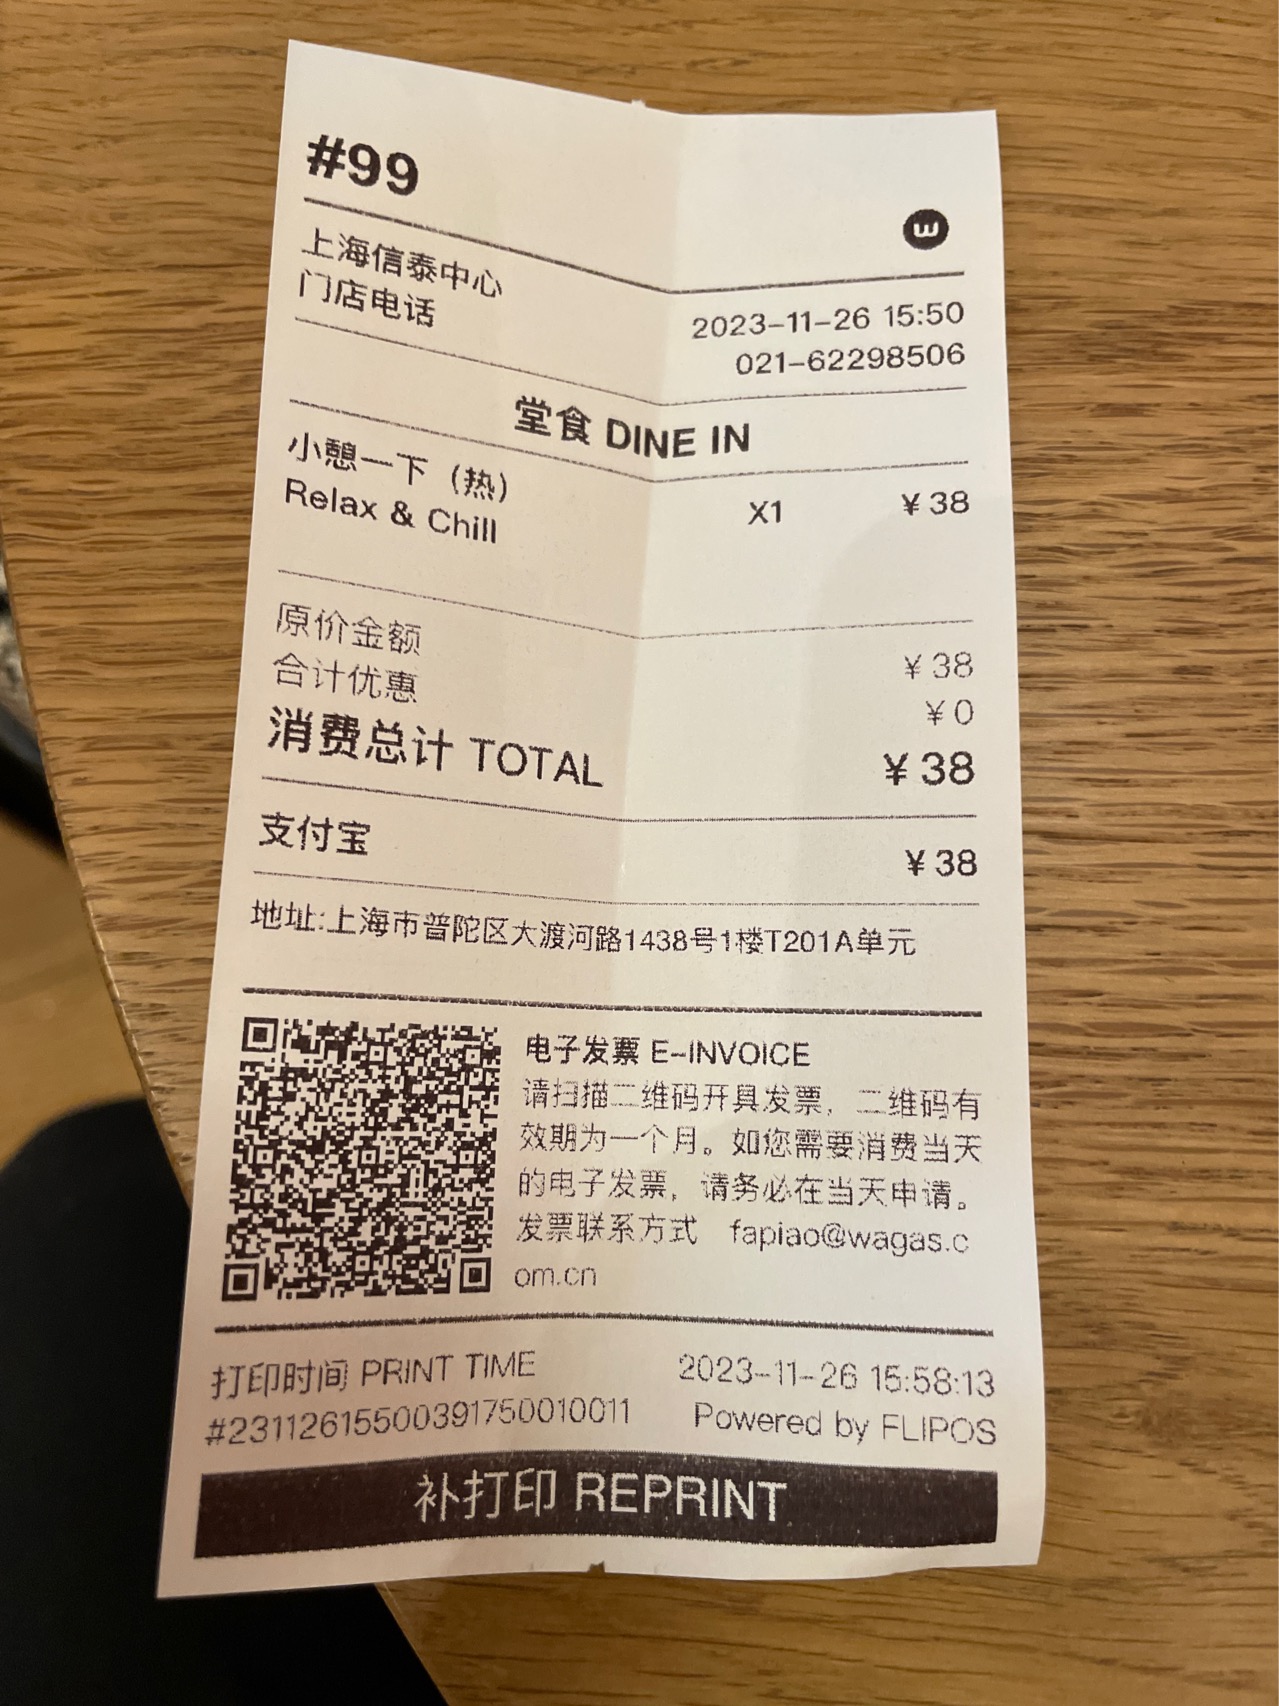 #99
w
上海信泰中心 2023-11-26 15:50
门店电话 021-62298506
堂食 DINE IN
小憩一下（热） X1 ¥38
Relax & Chill
原价金额 ¥38
合计优惠 ¥0
消费总计 TOTAL ¥38
支付宝 ¥38
地址:上海市普陀区大渡河路1438号1楼T201A单元
电子发票 E-INVOICE
请扫描二维码开具发票，二维码有
效期为一个月。如您需要消费当天
的电子发票，请务必在当天申请。
发票联系方式 fapiao@wagas.c
om.cn
打印时间 PRINT TIME 2023-11-26 15:58:13
#23112615500391750010011 Powered by FLIPOS
补打印 REPRINT